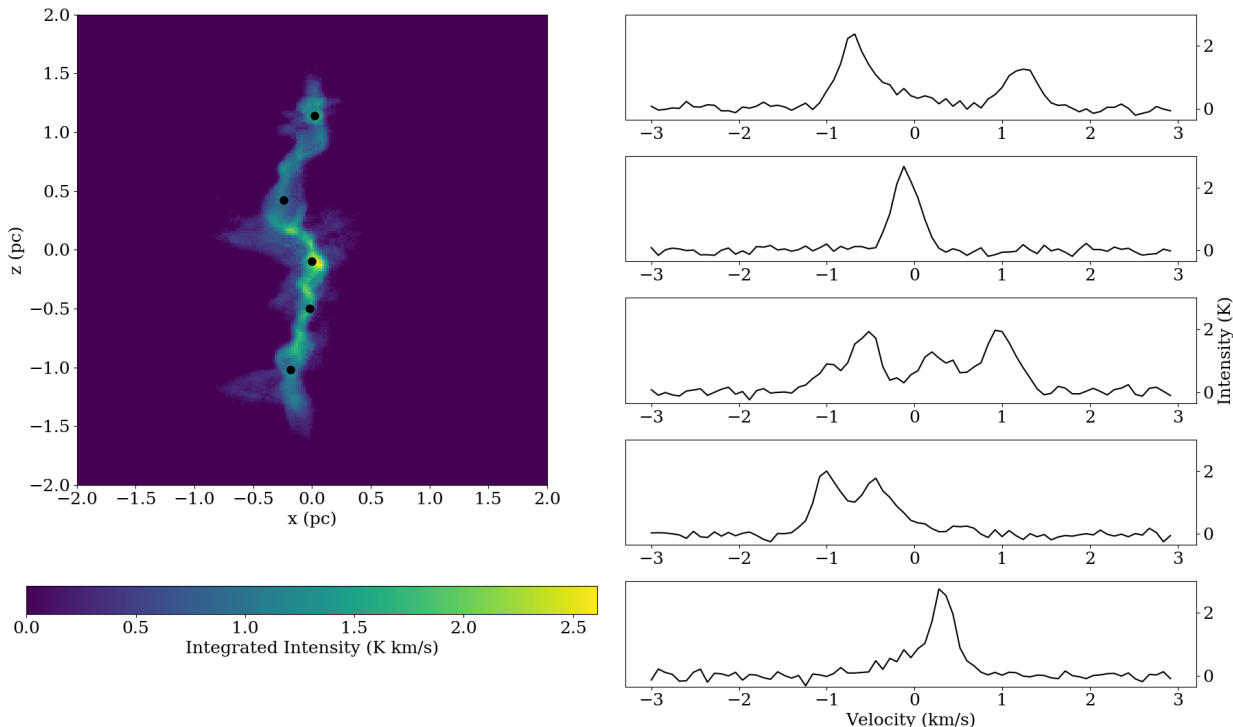 2.0
1.5
1.0
0.5
0.0
−0.5
−1.0
−1.5
−2.0
z (pc)
−2.0 −1.5 −1.0 −0.5 0.0 0.5 1.0 1.5 2.0
x (pc)
0.0 0.5 1.0 1.5 2.0 2.5
Integrated Intensity (K km/s)
2
0
−3 −2 −1 0 1 2 3
2
0
−3 −2 −1 0 1 2 3
2
0
−3 −2 −1 0 1 2 3
Intensity (K)
2
0
−3 −2 −1 0 1 2 3
2
0
−3 −2 −1 0 1 2 3
Velocity (km/s)